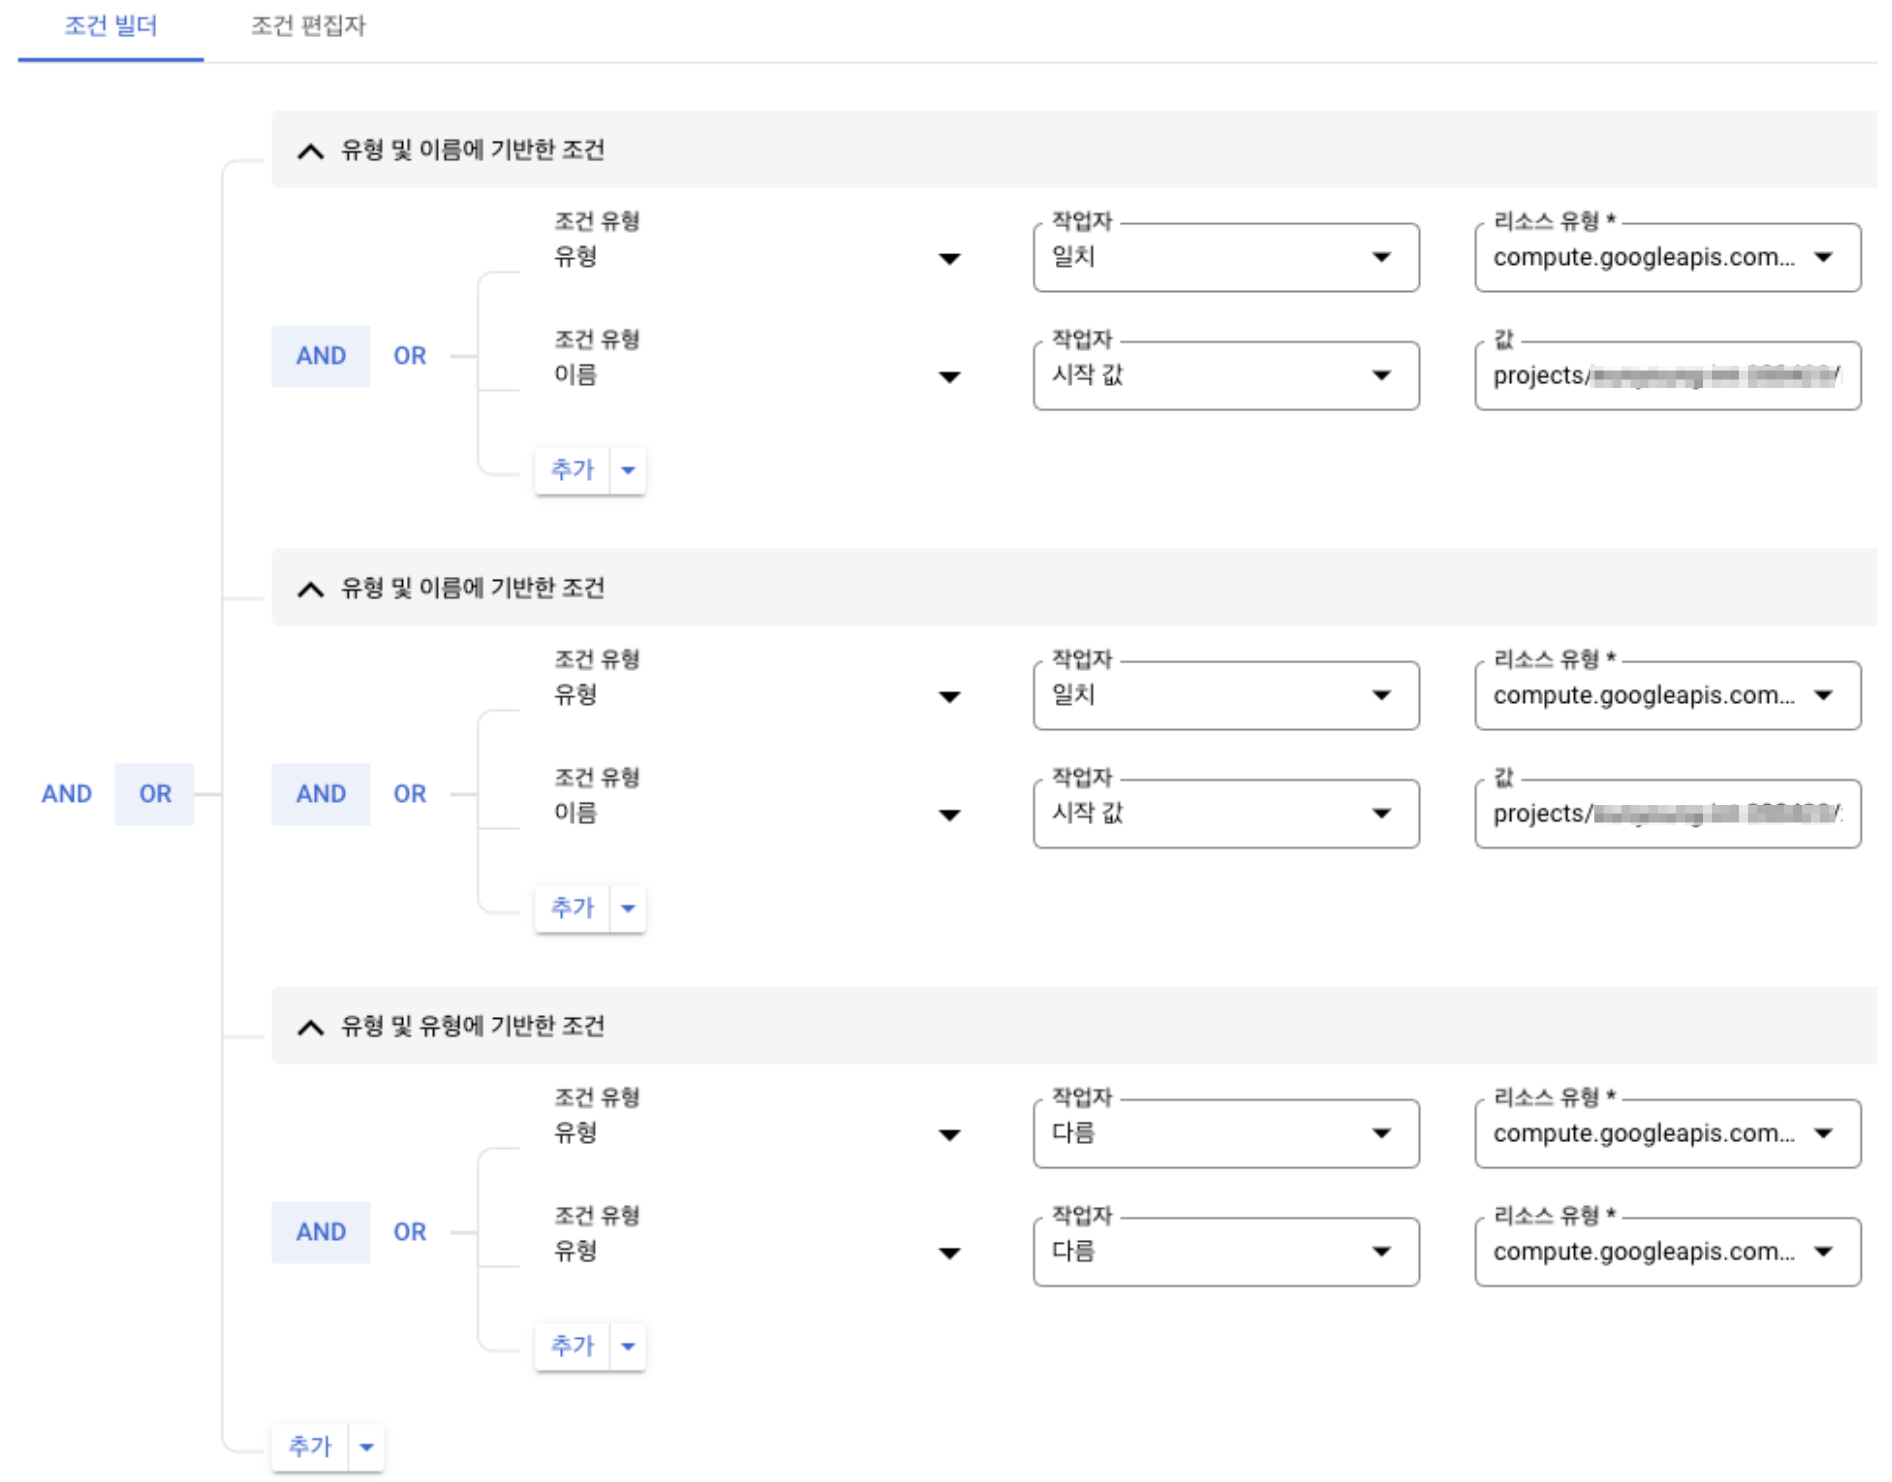 조건 빌더 조건 편집자
유형 및 이름에 기반한 조건
조건 유형 작업자 리소스 유형 *
유형 일치 compute.googleapis.com...
AND OR
조건 유형 작업자 값
이름 시작 값 projects/
추가
유형 및 이름에 기반한 조건
조건 유형 작업자 리소스 유형 *
유형 일치 compute.googleapis.com...
AND OR AND OR
조건 유형 작업자 값
이름 시작 값 projects/
추가
유형 및 유형에 기반한 조건
조건 유형 작업자 리소스 유형 *
유형 다름 compute.googleapis.com...
AND OR
조건 유형 작업자 리소스 유형 *
유형 다름 compute.googleapis.com...
추가
추가